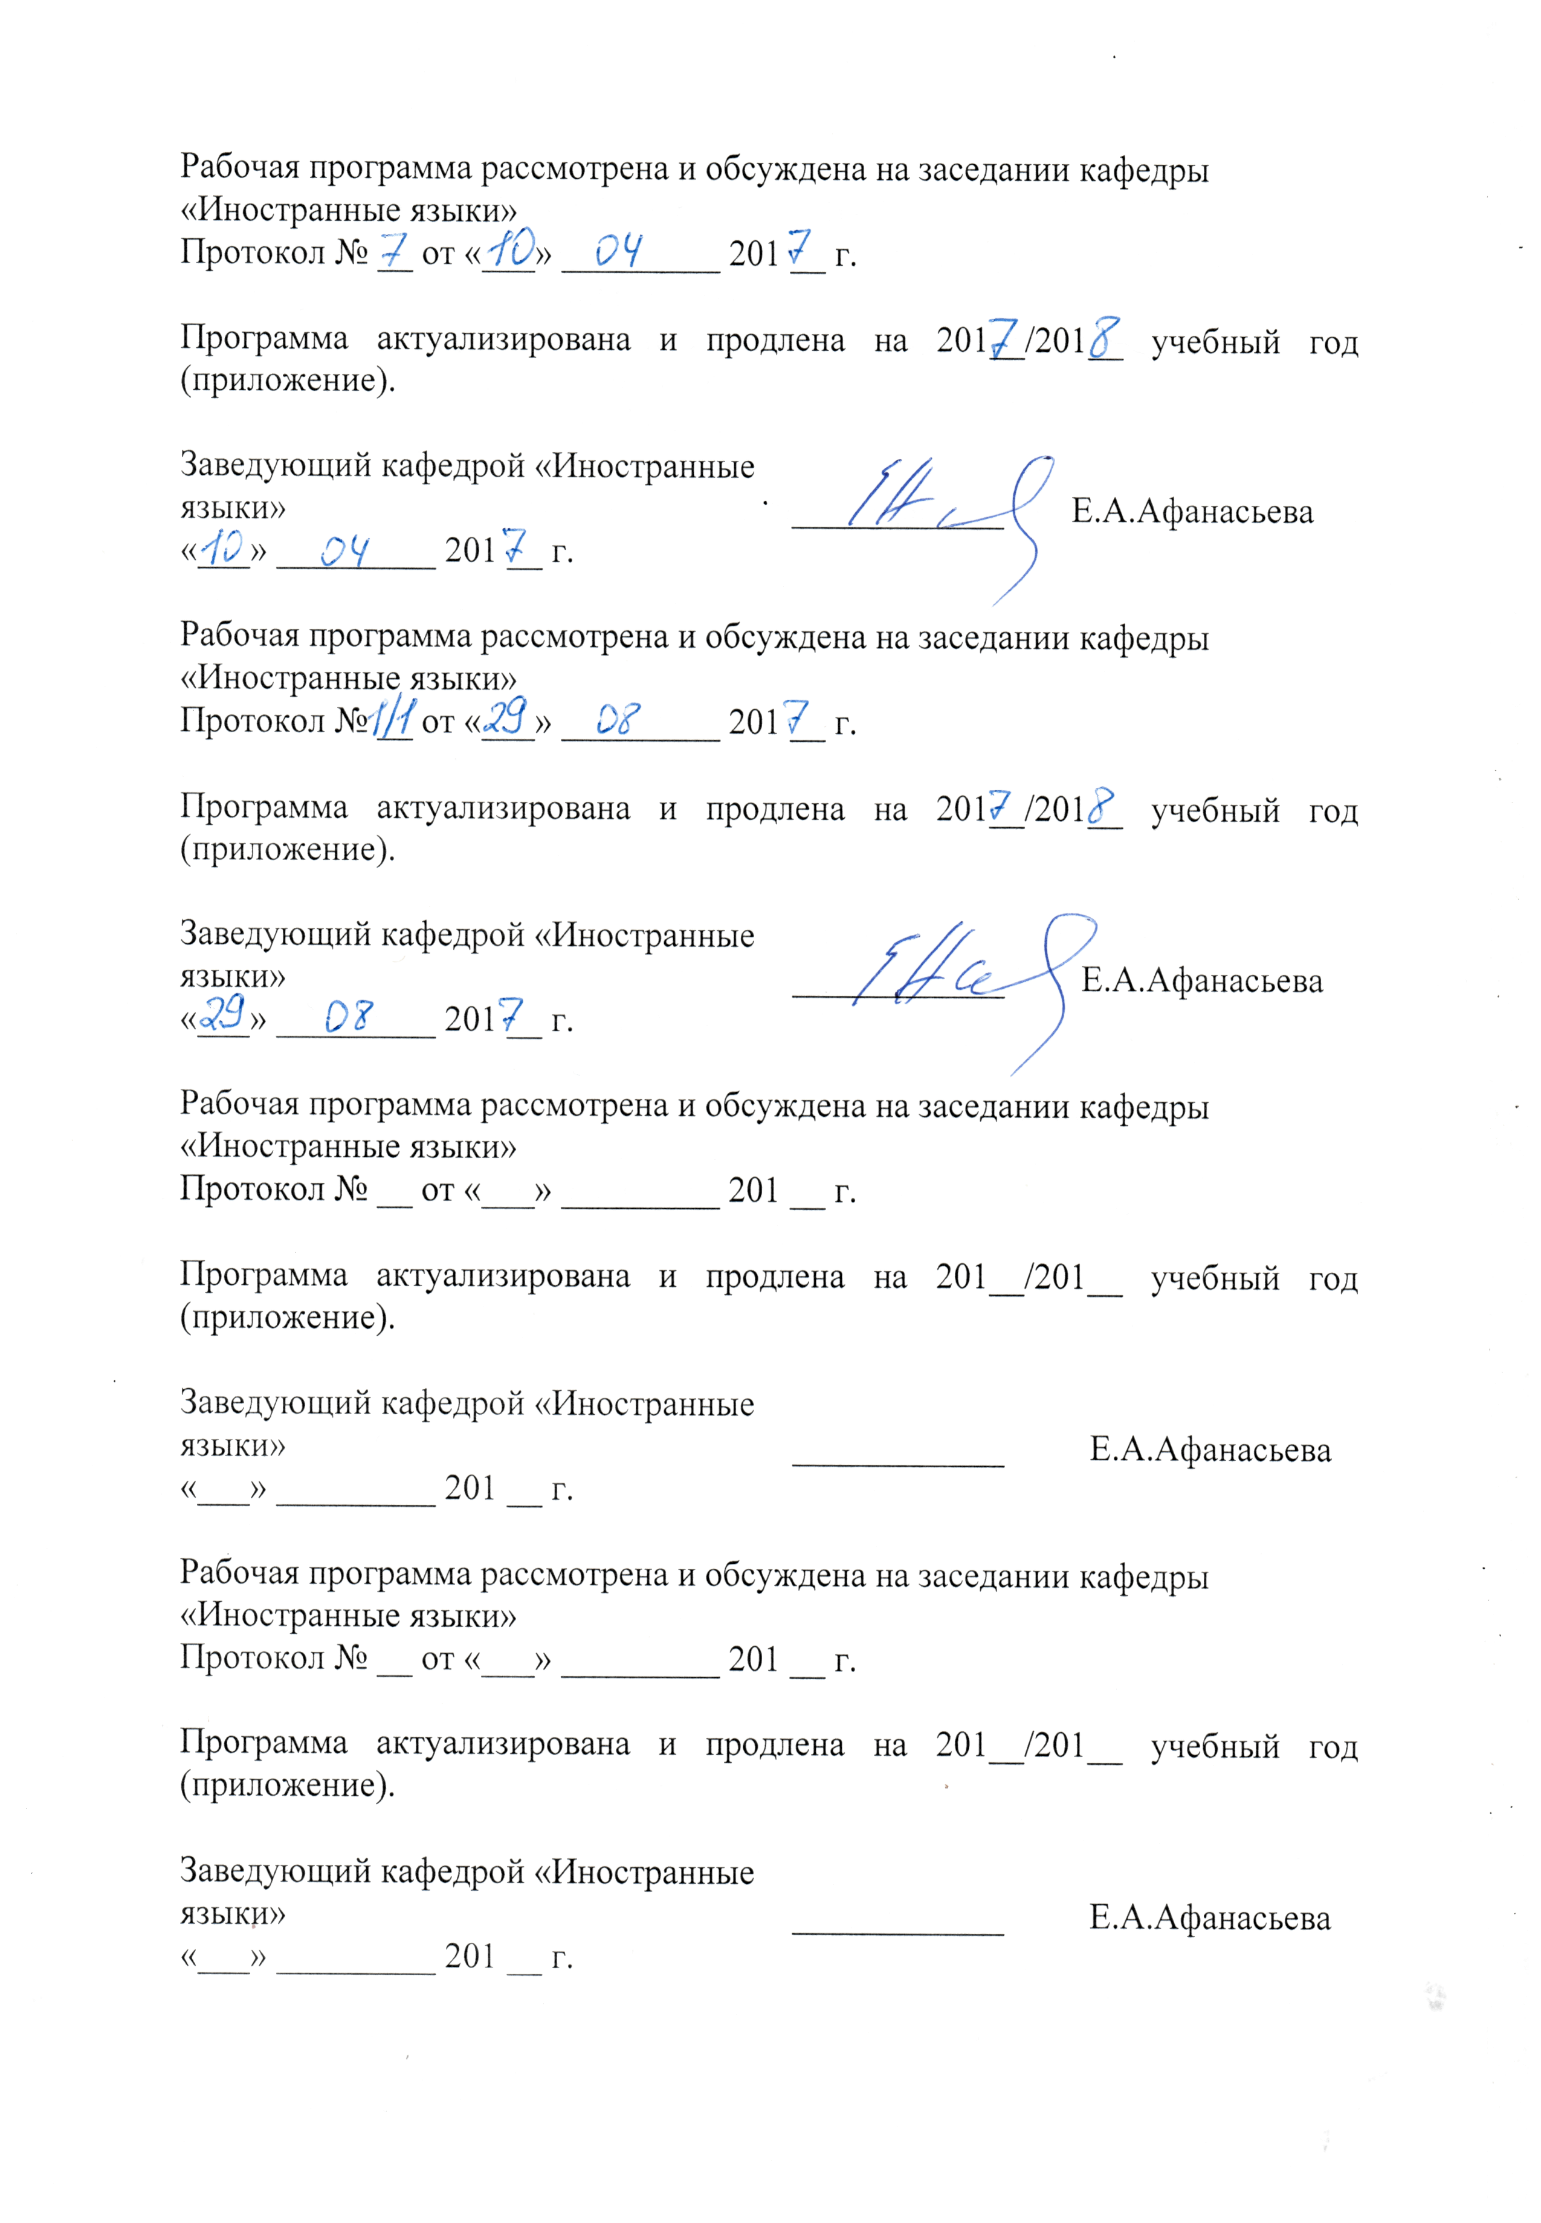 Рабочая программа рассмотрена и обсуждена на заседании кафедры
«Иностранные языки»
Протокол № 7 от «10» 04 2017 г.
Программа актуализирована и продлена на 2017/2018 учебный год
(приложение).
Заведующий кафедрой «Иностранные
языки» Е.А.Афанасьева
«10» 04 2017 г.
Рабочая программа рассмотрена и обсуждена на заседании кафедры
«Иностранные языки»
Протокол №1/1 от «29» 08 2017 г.
Программа актуализирована и продлена на 2017/2018 учебный год
(приложение).
Заведующий кафедрой «Иностранные
языки» Е.А.Афанасьева
«29» 08 2017 г.
Рабочая программа рассмотрена и обсуждена на заседании кафедры
«Иностранные языки»
Протокол № __ от «___» _________ 201 __ г.
Программа актуализирована и продлена на 201__/201__ учебный год
(приложение).
Заведующий кафедрой «Иностранные
языки» ____________ Е.А.Афанасьева
«___» _________ 201 __ г.
Рабочая программа рассмотрена и обсуждена на заседании кафедры
«Иностранные языки»
Протокол № __ от «___» _________ 201 __ г.
Программа актуализирована и продлена на 201__/201__ учебный год
(приложение).
Заведующий кафедрой «Иностранные
языки» ____________ Е.А.Афанасьева
«___» _________ 201 __ г.